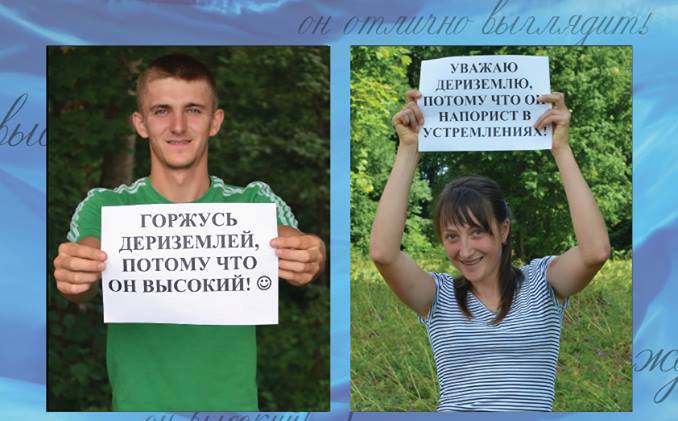 он отлично выглядит!
ГОРЖУСЬ
ДЕРИЗЕМЛЕЙ,
ПОТОМУ ЧТО
ОН ВЫСОКИЙ! ☺
УВАЖАЮ
ДЕРИЗЕМЛЮ,
ПОТОМУ ЧТО ОН
НАПОРИСТ В
УСТРЕМЛЕНИЯХ!
он высокий!